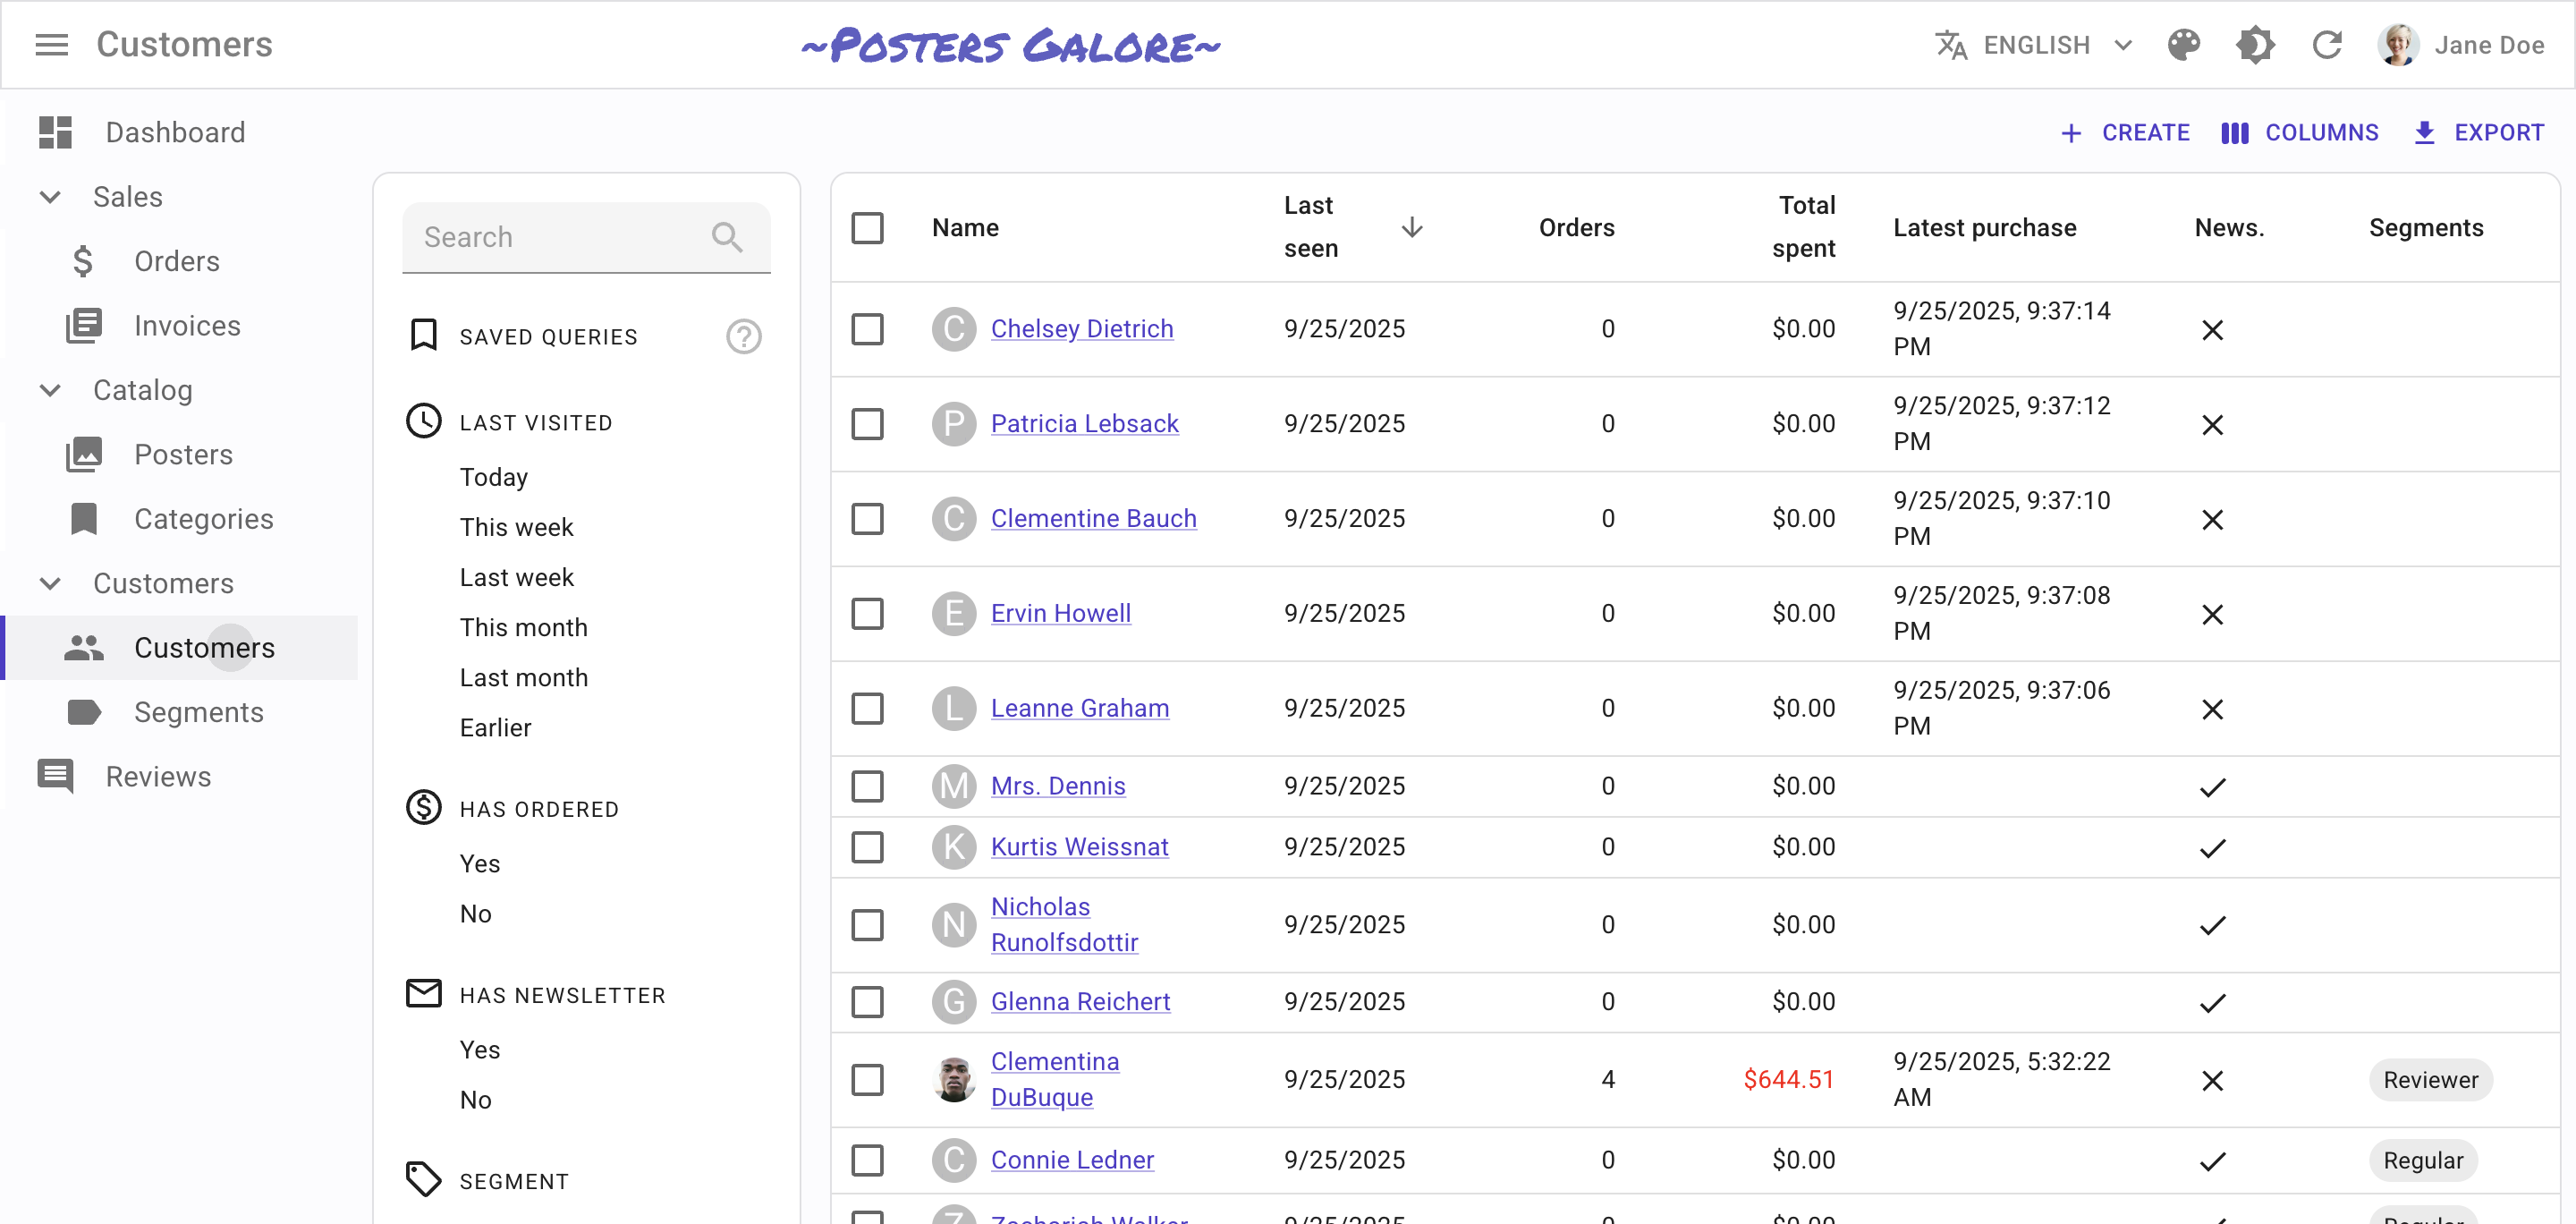 Customers
~Posters Galore~
ENGLISH
Jane Doe
Dashboard
Sales
Orders
Invoices
Catalog
Posters
Categories
Customers
Customers
Segments
Reviews
CREATE
COLUMNS
EXPORT
Search
SAVED QUERIES
LAST VISITED
Today
This week
Last week
This month
Last month
Earlier
HAS ORDERED
Yes
No
HAS NEWSLETTER
Yes
No
SEGMENT
Name Last seen Orders Total spent Latest purchase News. Segments
C Chelsey Dietrich 9/25/2025 0 $0.00 9/25/2025, 9:37:14 PM
P Patricia Lebsack 9/25/2025 0 $0.00 9/25/2025, 9:37:12 PM
C Clementine Bauch 9/25/2025 0 $0.00 9/25/2025, 9:37:10 PM
E Ervin Howell 9/25/2025 0 $0.00 9/25/2025, 9:37:08 PM
L Leanne Graham 9/25/2025 0 $0.00 9/25/2025, 9:37:06 PM
M Mrs. Dennis 9/25/2025 0 $0.00
K Kurtis Weissnat 9/25/2025 0 $0.00
N Nicholas Runolfsdottir 9/25/2025 0 $0.00
G Glenna Reichert 9/25/2025 0 $0.00
Clementina DuBuque 9/25/2025 4 $644.51 9/25/2025, 5:32:22 AM Reviewer
C Connie Ledner 9/25/2025 0 $0.00 Regular